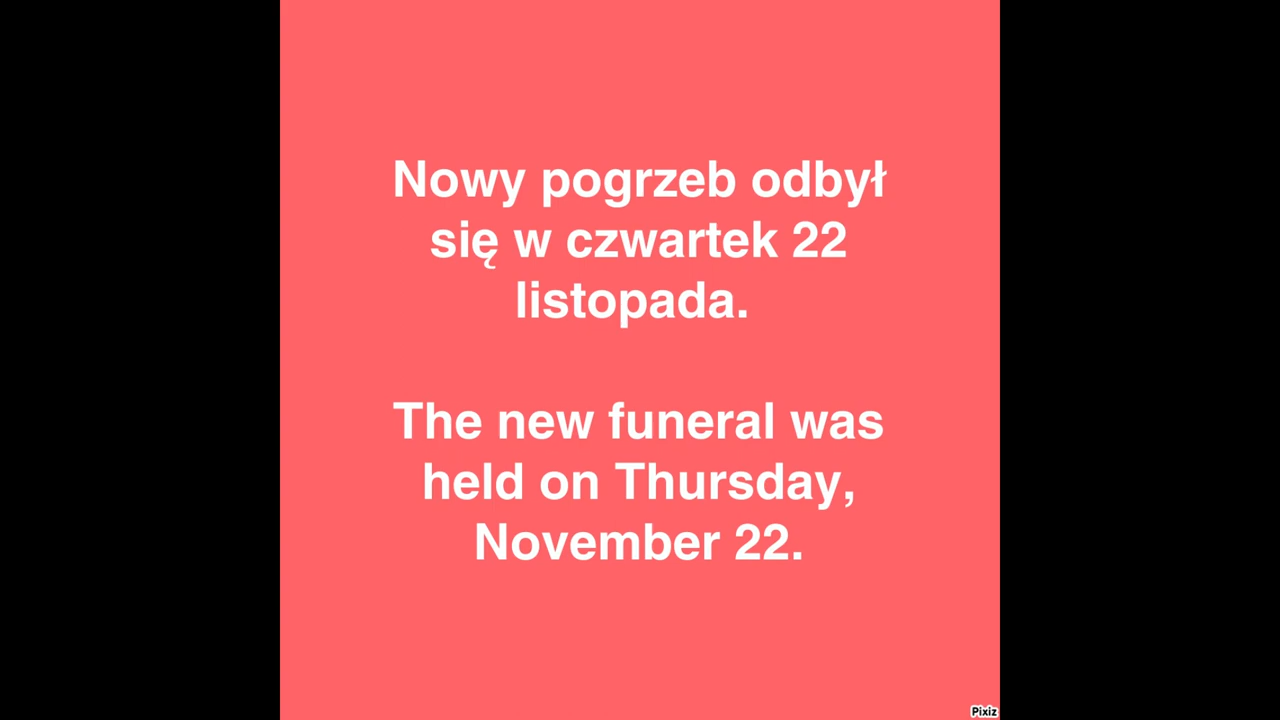 Nowy pogrzeb odbył
się w czwartek 22
listopada.
The new funeral was
held on Thursday,
November 22.
Pixiz